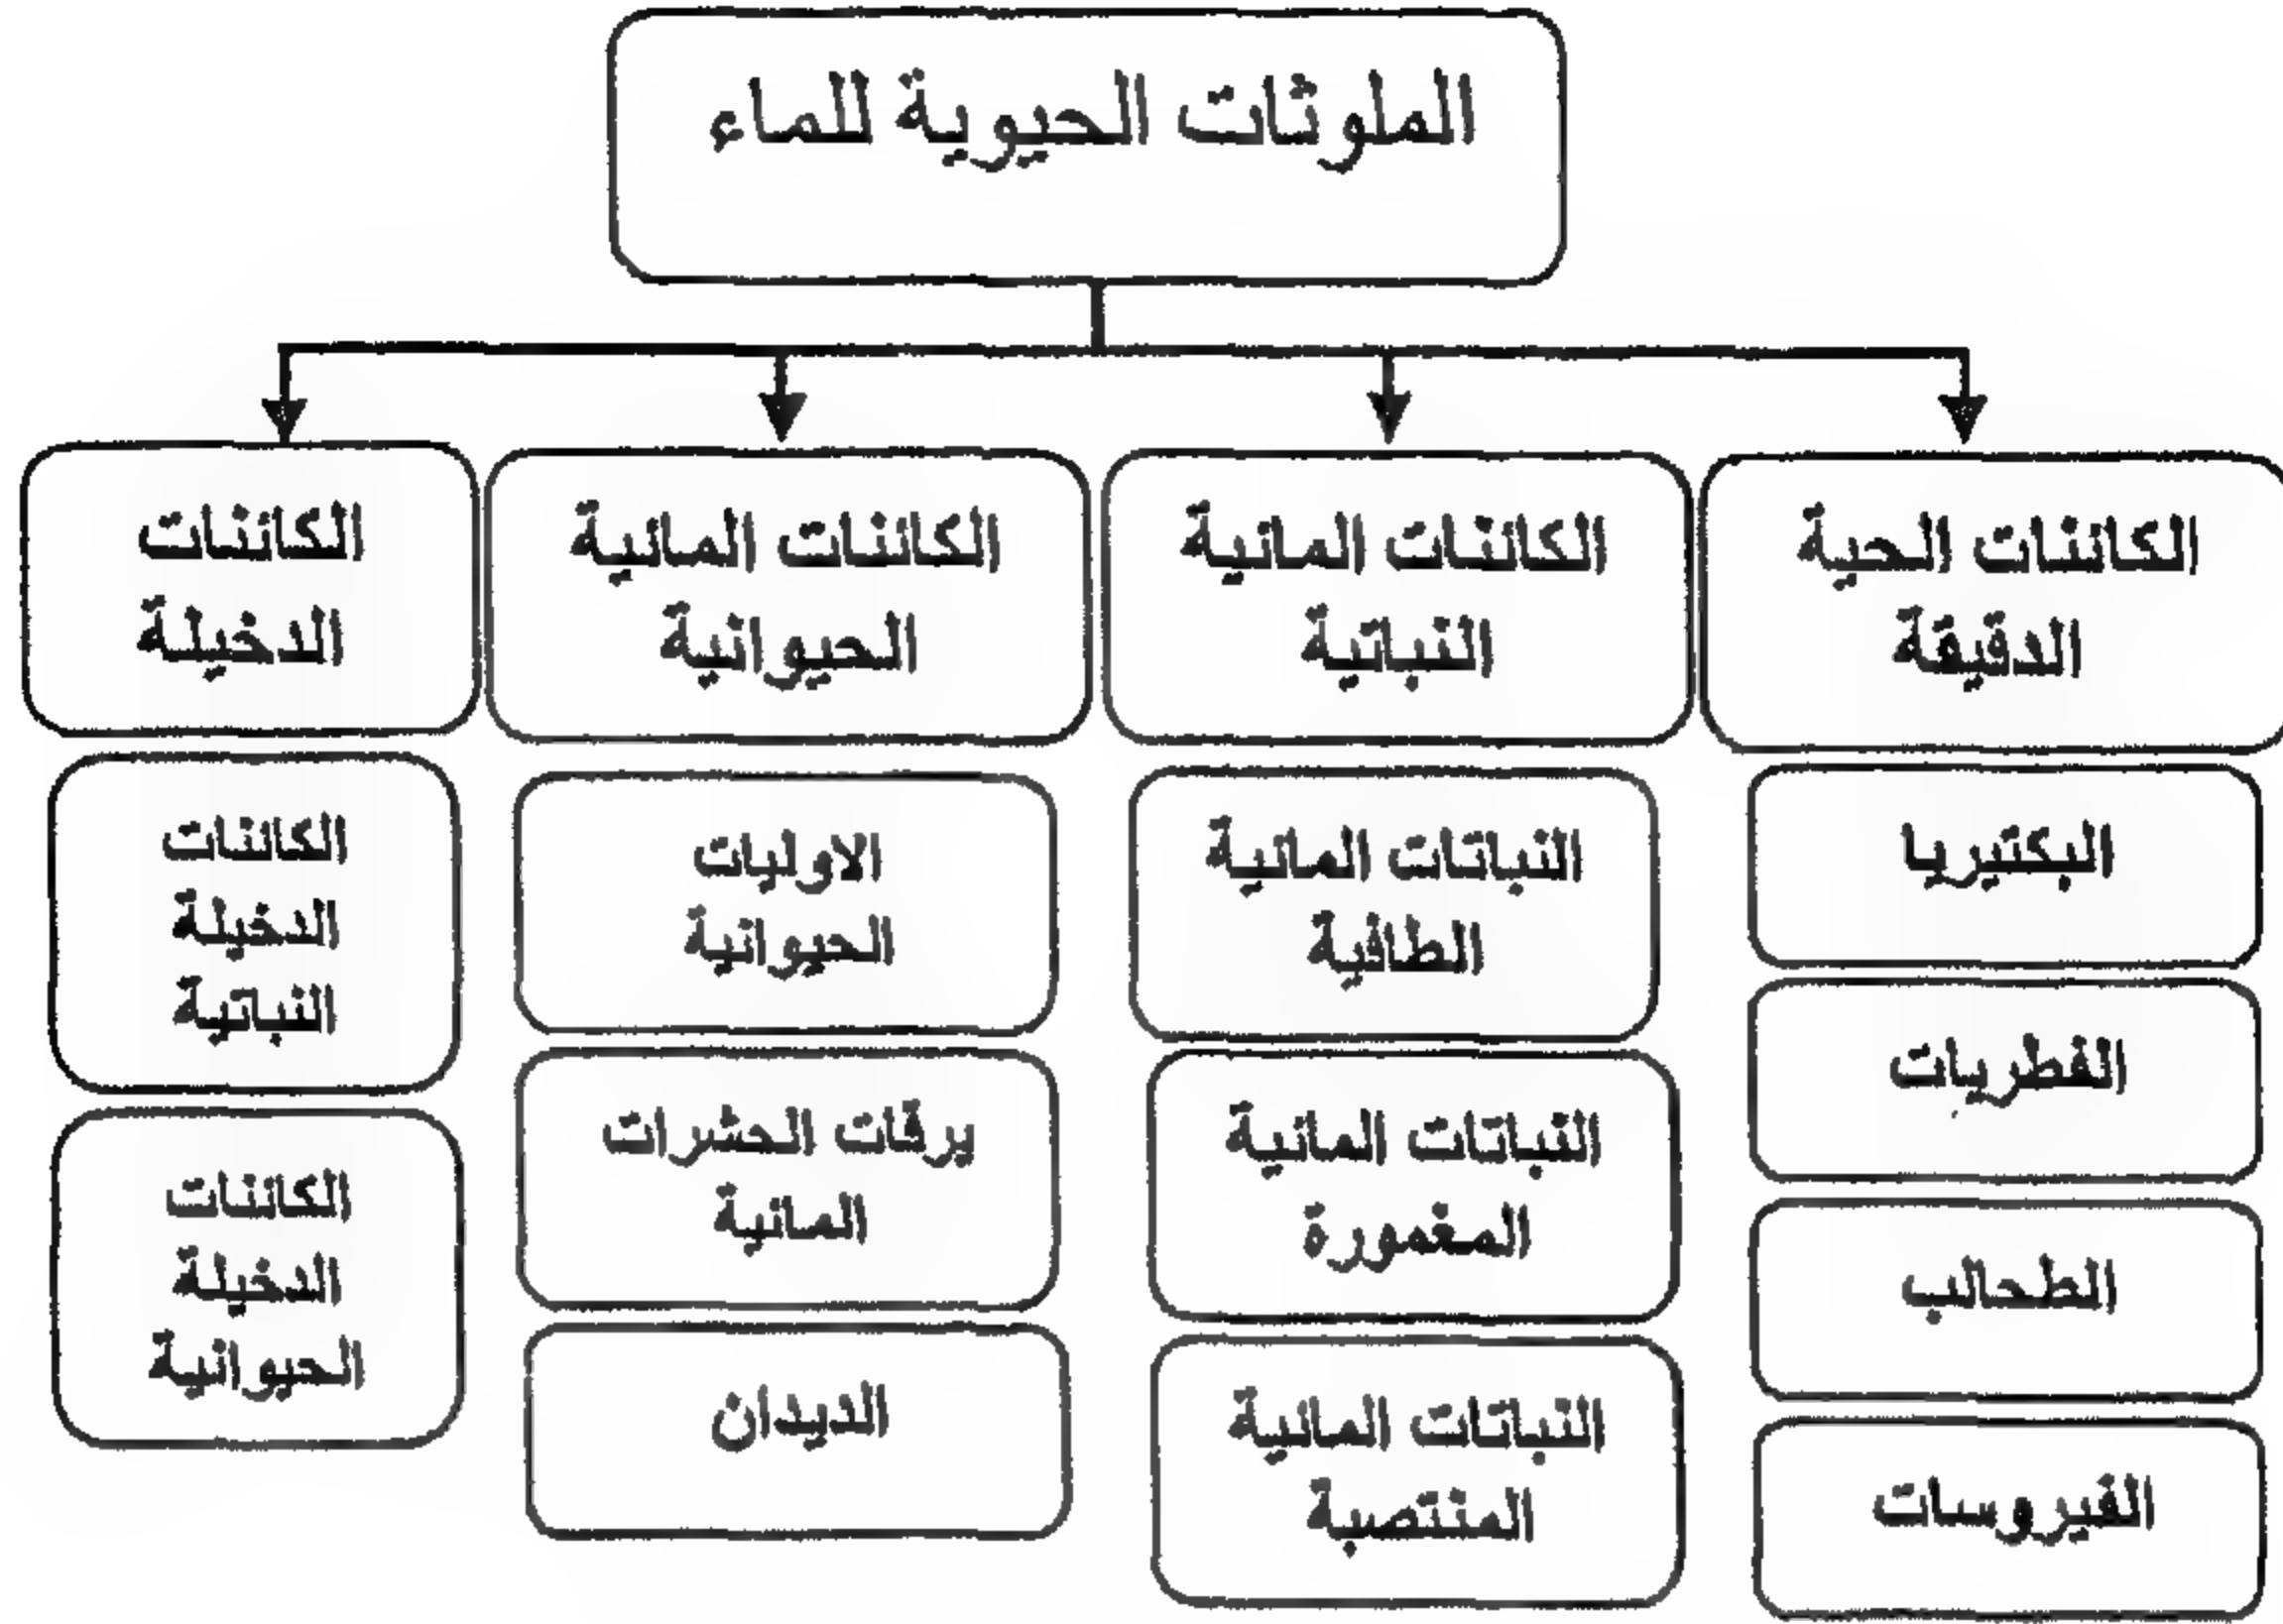 الملوثات الحيوية للماء
الكائنات الحية
الدقيقة
البكتيريا
الفطريات
الطحالب
الفيروسات
الكائنات المائية
النباتية
النباتات المائية
الطافية
النباتات المائية
المغمورة
النباتات المائية
المنتصبة
الكائنات المائية
الحيوانية
الاوليات
الحيوانية
يرقات الحشرات
المائية
الديدان
الكائنات
الدخيلة
الكائنات
الدخيلة
النباتية
الكائنات
الدخيلة
الحيوانية